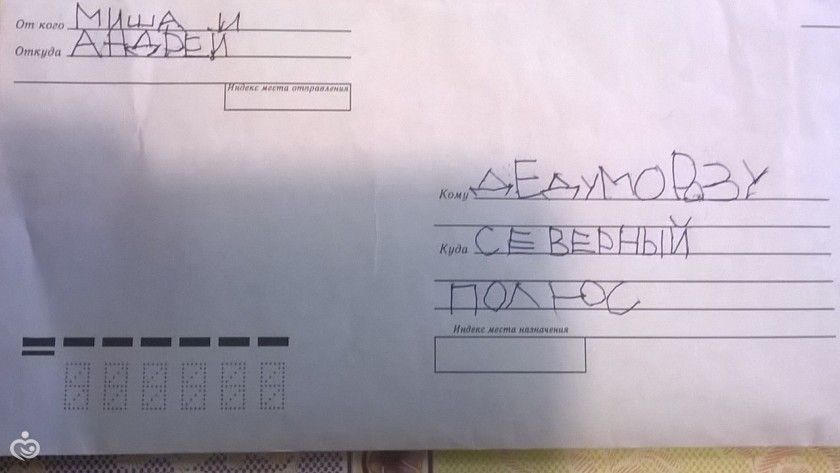 От кого МИША И
Откуда АНДРЕЙ
Индекс места отправления
Кому ДЕДУМОРОЗУ
Куда СЕВЕРНЫЙ
ПОЛЮС
Индекс места назначения